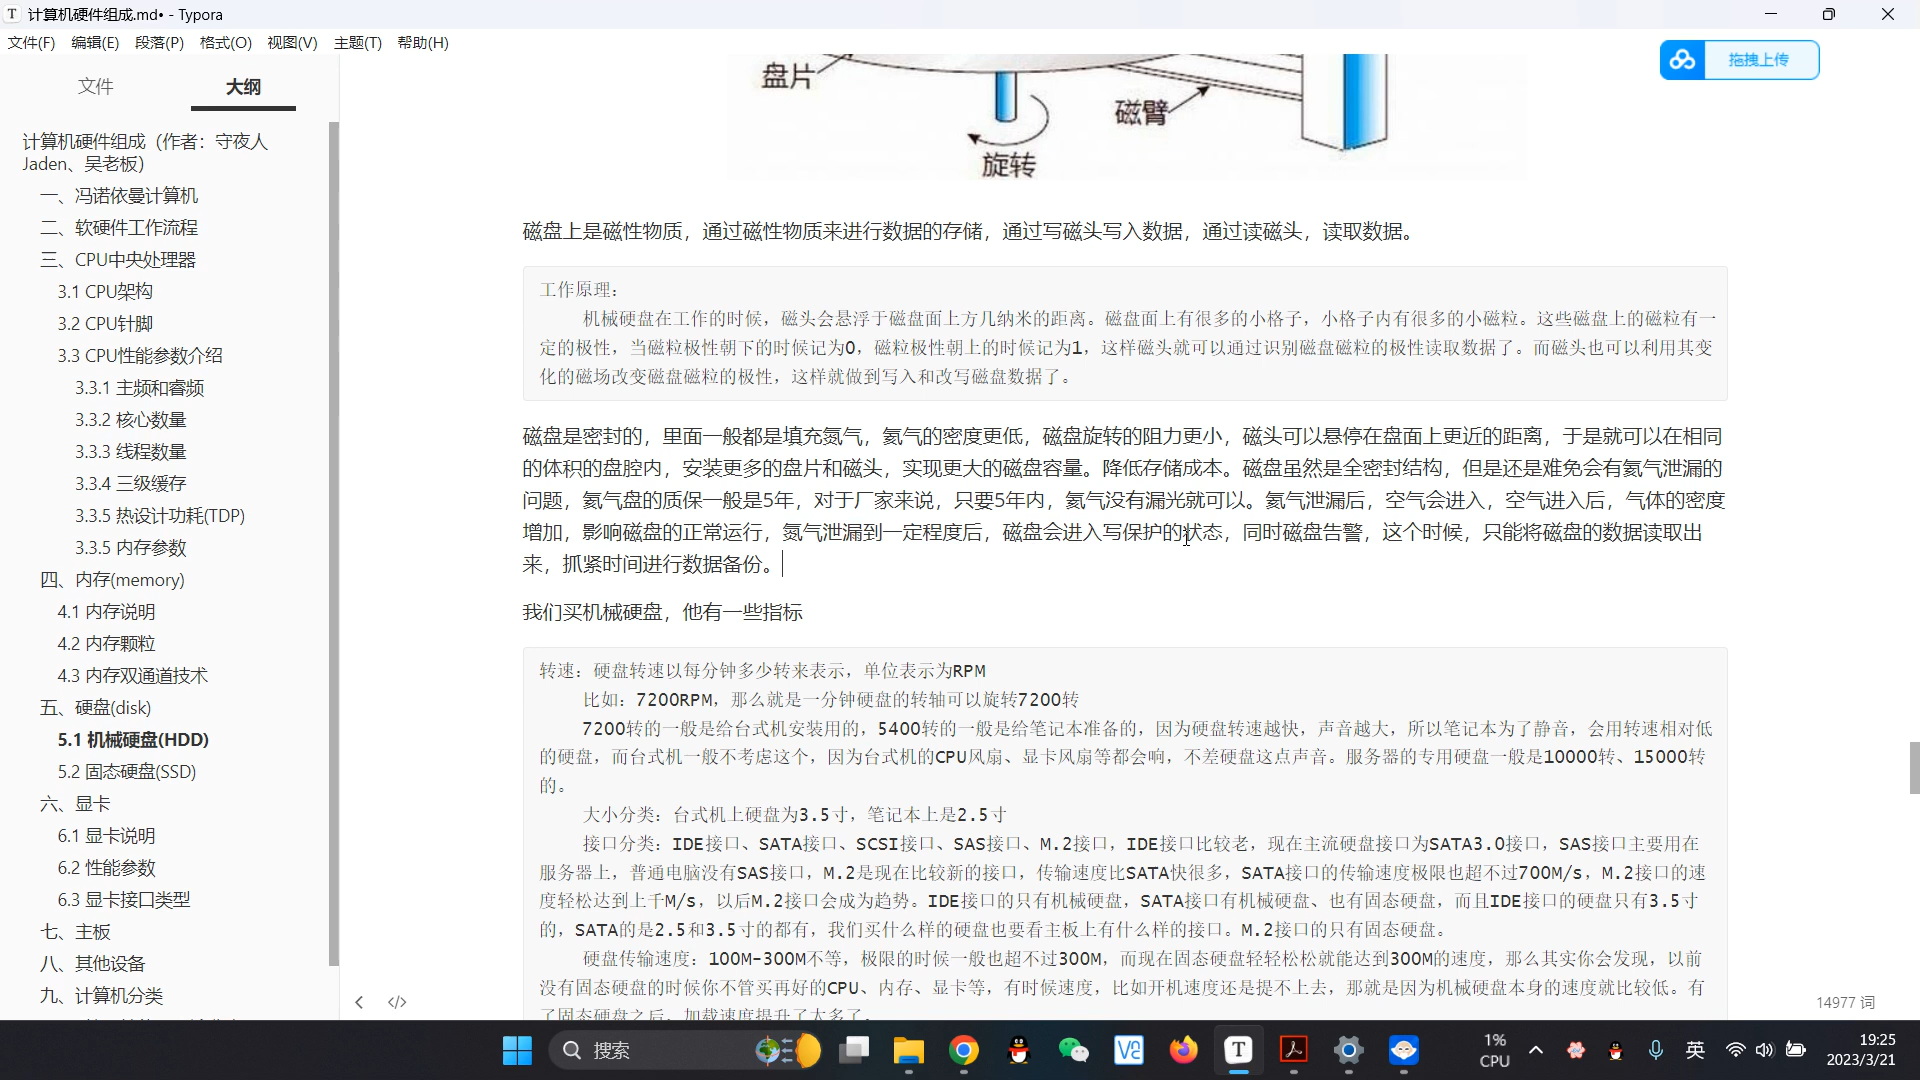 计算机硬件组成.md• - Typora
文件(F) 编辑(E) 段落(P) 格式(O) 视图(V) 主题(T) 帮助(H)
拖拽上传
文件 大纲
计算机硬件组成（作者：守夜人
Jaden、吴老板）
一、冯诺依曼计算机
二、软硬件工作流程
三、CPU中央处理器
3.1 CPU架构
3.2 CPU针脚
3.3 CPU性能参数介绍
3.3.1 主频和睿频
3.3.2 核心数量
3.3.3 线程数量
3.3.4 三级缓存
3.3.5 热设计功耗(TDP)
3.3.5 内存参数
四、内存(memory)
4.1 内存说明
4.2 内存颗粒
4.3 内存双通道技术
五、硬盘(disk)
5.1 机械硬盘(HDD)
5.2 固态硬盘(SSD)
六、显卡
6.1 显卡说明
6.2 性能参数
6.3 显卡接口类型
七、主板
八、其他设备
九、计算机分类
盘片
磁臂
旋转
磁盘上是磁性物质，通过磁性物质来进行数据的存储，通过写磁头写入数据，通过读磁头，读取数据。
工作原理：
机械硬盘在工作的时候，磁头会悬浮于磁盘面上方几纳米的距离。磁盘面上有很多的小格子，小格子内有很多的小磁粒。这些磁盘上的磁粒有一
定的极性，当磁粒极性朝下的时候记为0，磁粒极性朝上的时候记为1，这样磁头就可以通过识别磁盘磁粒的极性读取数据了。而磁头也可以利用其变
化的磁场改变磁盘磁粒的极性，这样就做到写入和改写磁盘数据了。
磁盘是密封的，里面一般都是填充氮气，氦气的密度更低，磁盘旋转的阻力更小，磁头可以悬停在盘面上更近的距离，于是就可以在相同
的体积的盘腔内，安装更多的盘片和磁头，实现更大的磁盘容量。降低存储成本。磁盘虽然是全密封结构，但是还是难免会有氦气泄漏的
问题，氦气盘的质保一般是5年，对于厂家来说，只要5年内，氦气没有漏光就可以。氦气泄漏后，空气会进入，空气进入后，气体的密度
增加，影响磁盘的正常运行，氮气泄漏到一定程度后，磁盘会进入写保护的状态，同时磁盘告警，这个时候，只能将磁盘的数据读取出
来，抓紧时间进行数据备份。
我们买机械硬盘，他有一些指标
转速：硬盘转速以每分钟多少转来表示，单位表示为RPM
比如：7200RPM，那么就是一分钟硬盘的转轴可以旋转7200转
7200转的一般是给台式机安装用的，5400转的一般是给笔记本准备的，因为硬盘转速越快，声音越大，所以笔记本为了静音，会用转速相对低
的硬盘，而台式机一般不考虑这个，因为台式机的CPU风扇、显卡风扇等都会响，不差硬盘这点声音。服务器的专用硬盘一般是10000转、15000转
的。
大小分类：台式机上硬盘为3.5寸，笔记本上是2.5寸
接口分类：IDE接口、SATA接口、SCSI接口、SAS接口、M.2接口，IDE接口比较老，现在主流硬盘接口为SATA3.0接口，SAS接口主要用在
服务器上，普通电脑没有SAS接口，M.2是现在比较新的接口，传输速度比SATA快很多，SATA接口的传输速度极限也超不过700M/s，M.2接口的速
度轻松达到上千M/s，以后M.2接口会成为趋势。IDE接口的只有机械硬盘，SATA接口有机械硬盘、也有固态硬盘，而且IDE接口的硬盘只有3.5寸
的，SATA的是2.5和3.5寸的都有，我们买什么样的硬盘也要看主板上有什么样的接口。M.2接口的只有固态硬盘。
硬盘传输速度：100M-300M不等，极限的时候一般也超不过300M，而现在固态硬盘轻轻松松就能达到300M的速度，那么其实你会发现，以前
没有固态硬盘的时候你不管买再好的CPU、内存、显卡等，有时候速度，比如开机速度还是提不上去，那就是因为机械硬盘本身的速度就比较低。有
了固态硬盘之后，加载速度提升了太多了。
14977 词
搜索
1%
CPU
英
19:25
2023/3/21